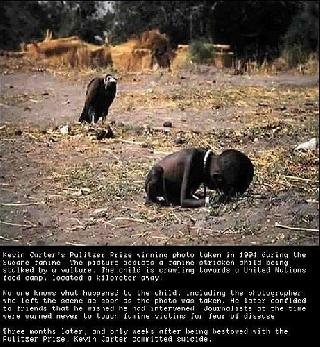 Kevin Carter's Pulitzer Prize winning photo taken in 1994 during the
Sudane famine. The picture depicts a famine stricken child being
stalked by a vulture. The child is crawling towards a United Nations
food camp, located a kilometer away.
No one knows what happened to the child, including the photographer
who left the scene as soon as the photo was taken. He later confided
to friends that he wished he had intervened. Journalists at the time
were warned never to touch famine victims for fear of disease.
Three months later, and only weeks after being bestowed with the
Pulitzer Prize, Kevin Carter committed suicide.